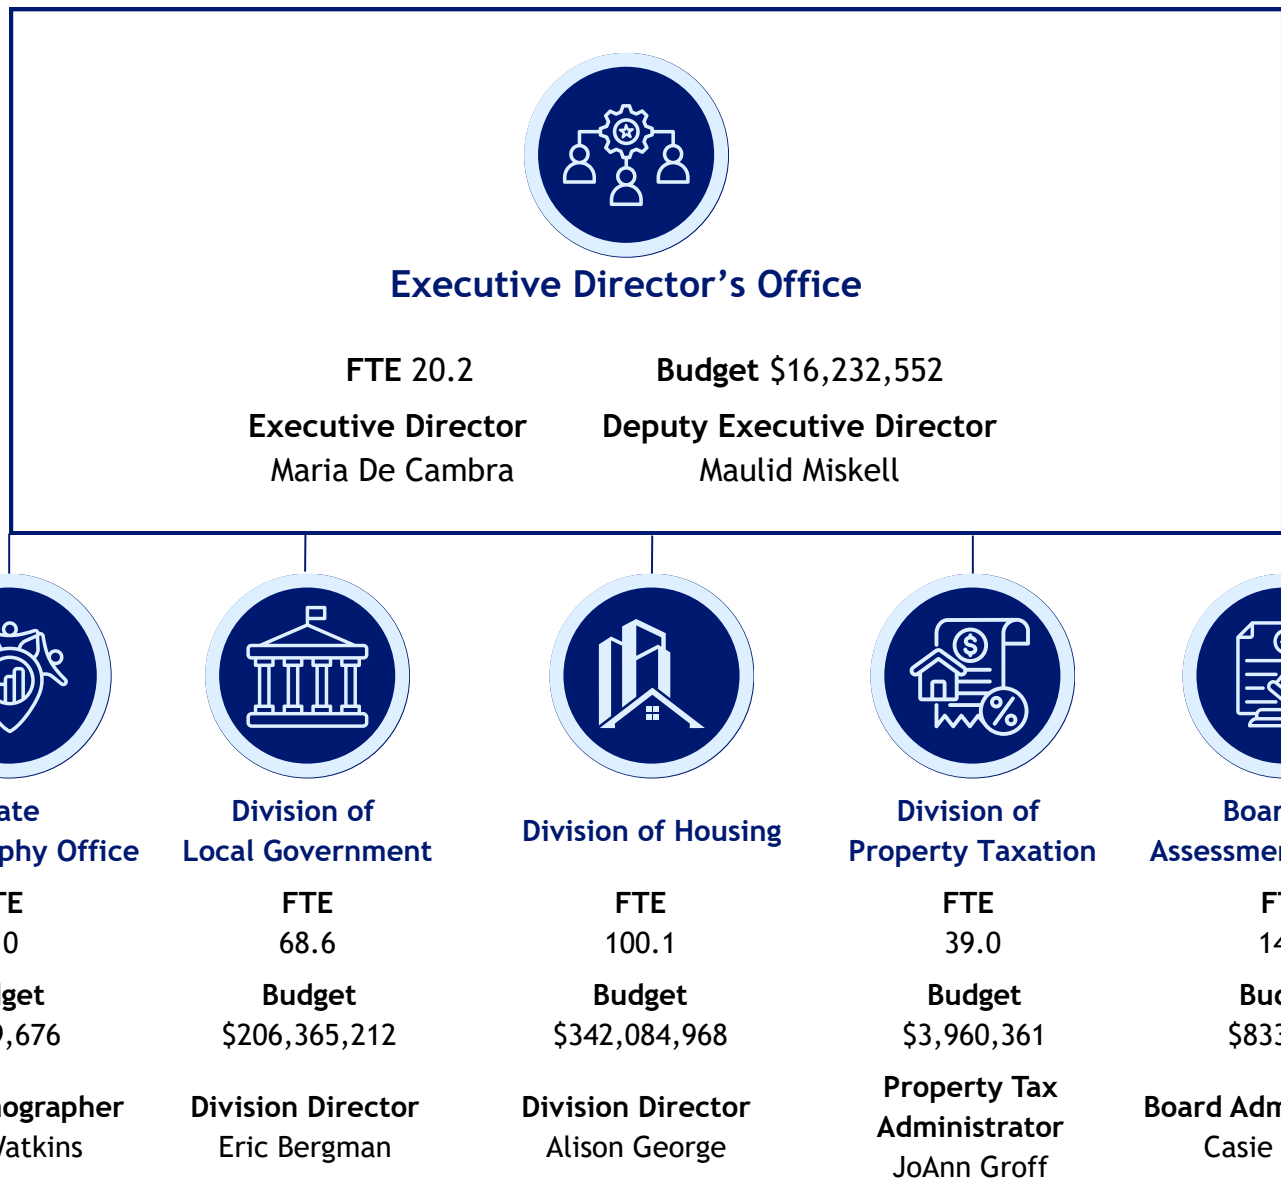 Executive Director’s Office
FTE 20.2
Budget $16,232,552
Executive Director
Maria De Cambra
Deputy Executive Director
Maulid Miskell
Office
Division of
Local Government
FTE
68.6
Budget
$206,365,212
Division Director
Eric Bergman
Division of Housing
FTE
100.1
Budget
$342,084,968
Division Director
Alison George
Division of
Property Taxation
FTE
39.0
Budget
$3,960,361
Property Tax
Administrator
JoAnn Groff
Board
Casie